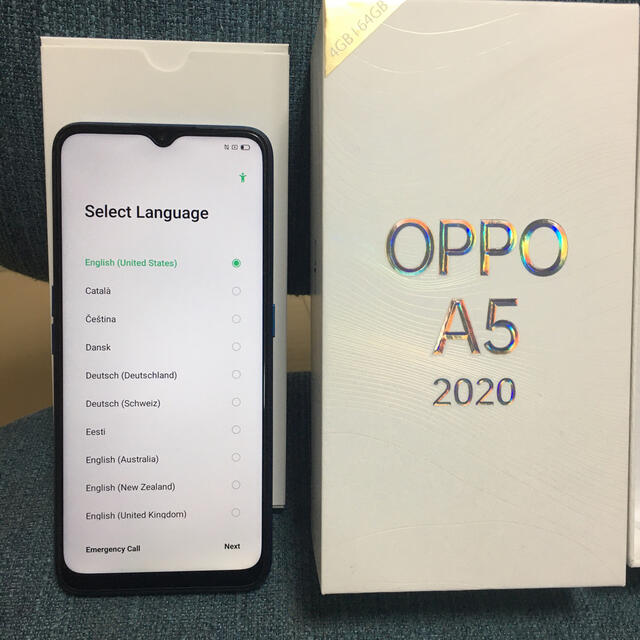 Select Language
English (United States)
Català
Čeština
Dansk
Deutsch (Deutschland)
Deutsch (Schweiz)
Eesti
English (Australia)
English (New Zealand)
English (United Kingdom)
Emergency Call
Next
4GB+64GB
OPPO
A5
2020